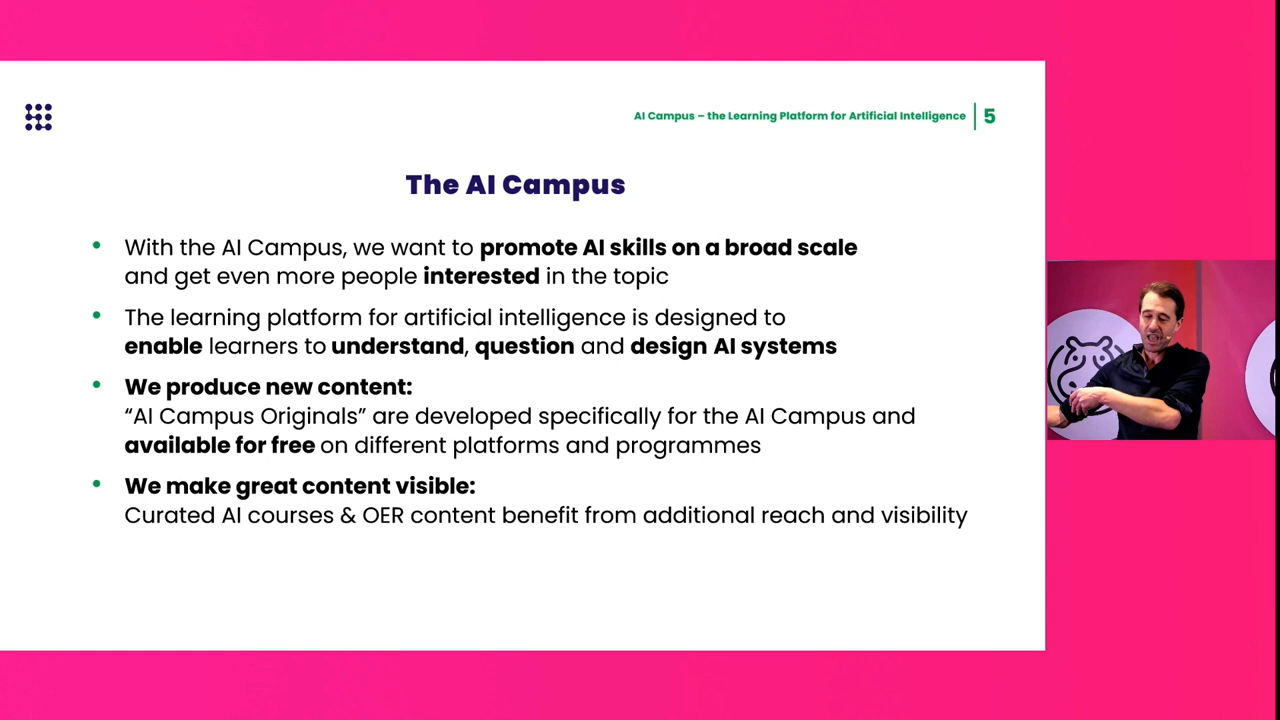 AI Campus – the Learning Platform for Artificial Intelligence
5
The AI Campus
• With the AI Campus, we want to promote AI skills on a broad scale
and get even more people interested in the topic
• The learning platform for artificial intelligence is designed to
enable learners to understand, question and design AI systems
• We produce new content:
“AI Campus Originals” are developed specifically for the AI Campus and
available for free on different platforms and programmes
• We make great content visible:
Curated AI courses & OER content benefit from additional reach and visibility